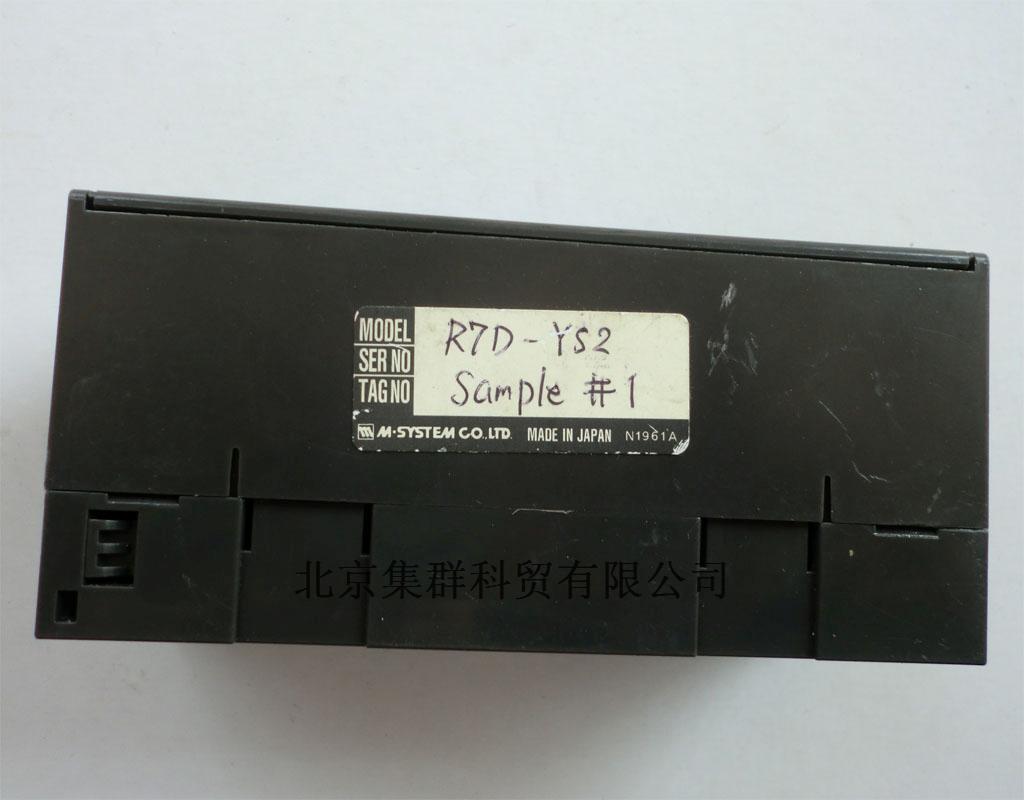 MODEL R7D-YS2
SER NO
TAG NO Sample #1
M-SYSTEM CO.,LTD. MADE IN JAPAN N1961A
北京集群科贸有限公司